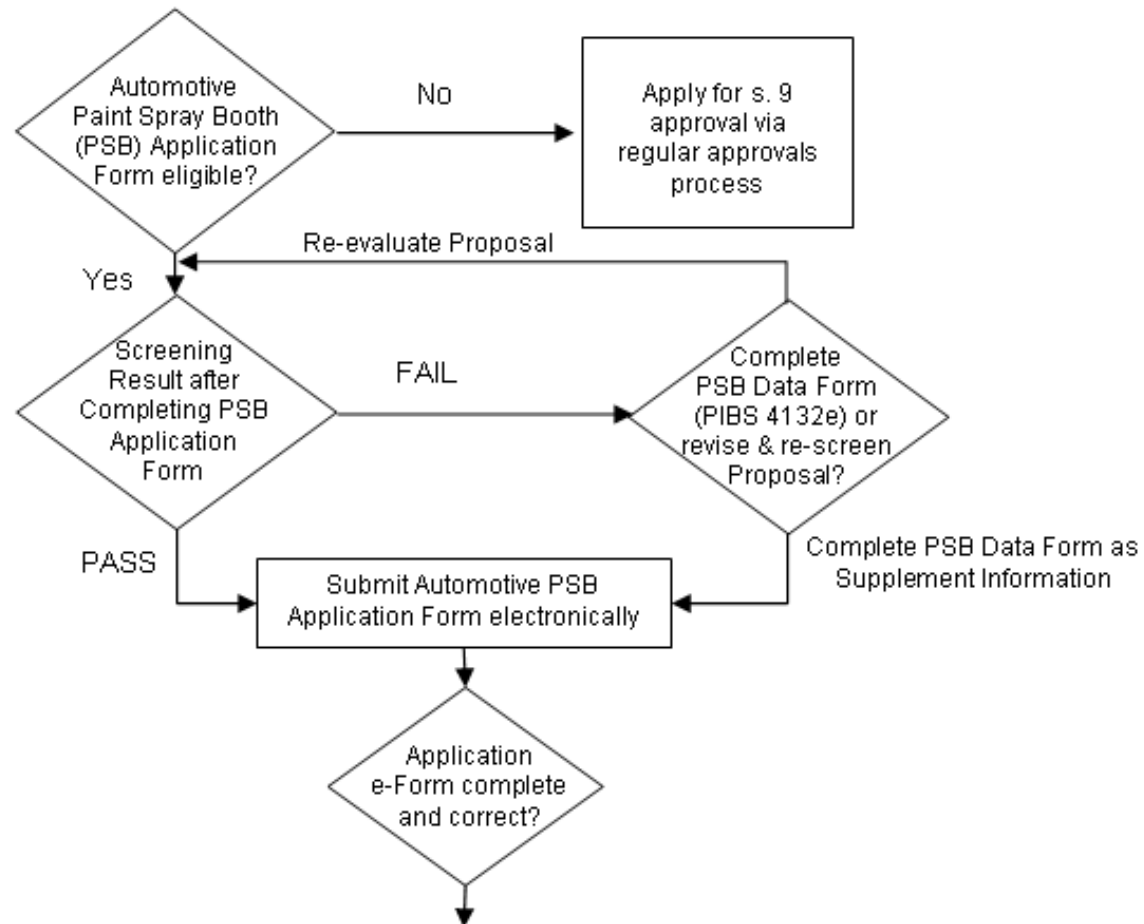 Automotive
Paint Spray Booth
(PSB) Application
Form eligible?
No
Apply for s. 9
approval via
regular approvals
process
Re-evaluate Proposal
Yes
Screening
Result after
Completing PSB
Application
Form
FAIL
Complete
PSB Data Form
(PIBS 4132e) or
revise & re-screen
Proposal?
PASS
Complete PSB Data Form as
Supplement Information
Submit Automotive PSB
Application Form electronically
Application
e-Form complete
and correct?